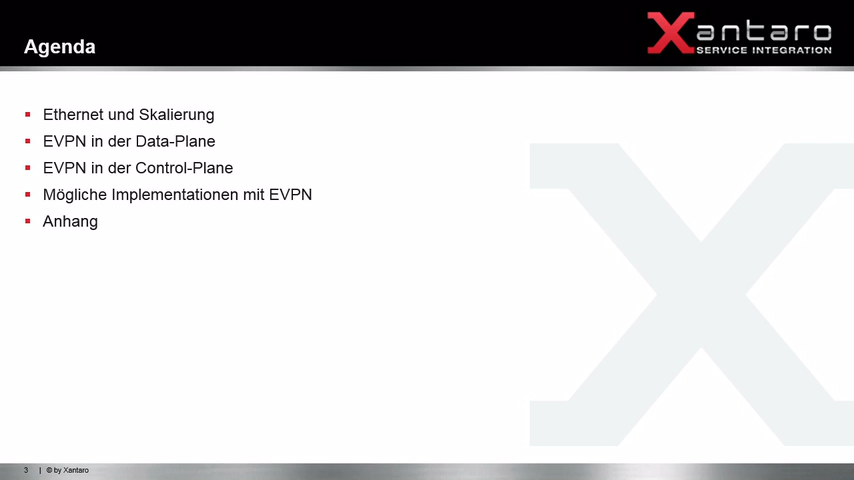 Agenda
Xantaro
SERVICE INTEGRATION
Ethernet und Skalierung
EVPN in der Data-Plane
EVPN in der Control-Plane
Mögliche Implementationen mit EVPN
Anhang
3 | © by Xantaro